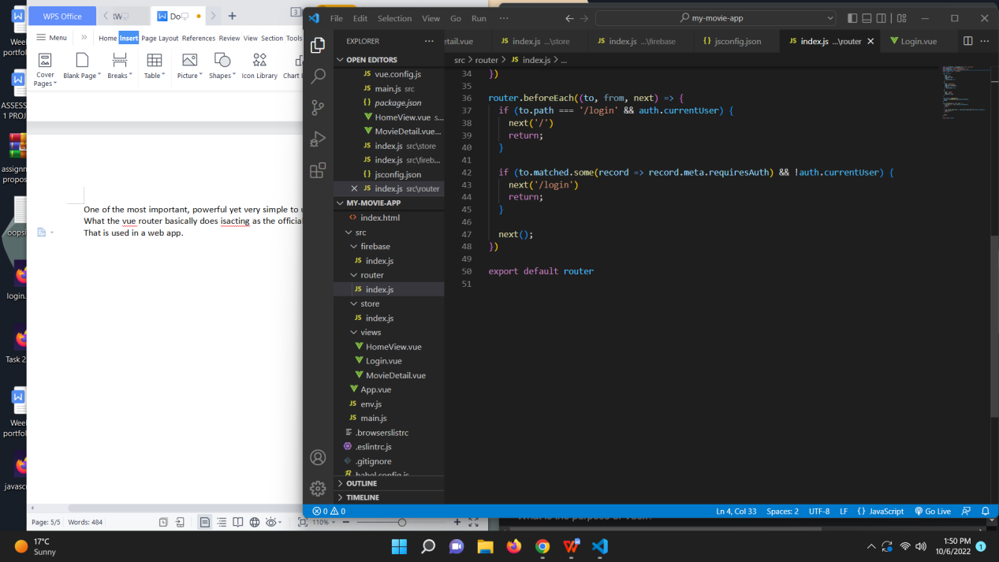 WPS Office
Do
3
Menu
Home Insert Page Layout References Review View Section Tools
Cover Pages
Blank Page
Breaks
Table
Picture
Shapes
Icon Library
Chart
One of the most important, powerful yet very simple to
What the vue router basically does isacting as the official
That is used in a web app.
Page: 5/5 Words: 484
110%
Week
portfol
ASSESS
1 PROJ
assignm
propos
oopsi
login.
Task 2
Week
portfol
javasc
File Edit Selection View Go Run ···
my-movie-app
EXPLORER
etail.vue
JS index.js ...\store
JS index.js ...\firebase
{} jsconfig.json
JS index.js ...\router
Login.vue
src > router > JS index.js > ...
OPEN EDITORS
JS vue.config.js
JS main.js src
{} package.json
HomeView.vue s...
MovieDetail.vue...
JS index.js src\store
JS index.js src\fireb...
{} jsconfig.json
JS index.js src\router
MY-MOVIE-APP
index.html
src
firebase
JS index.js
router
JS index.js
store
JS index.js
views
HomeView.vue
Login.vue
MovieDetail.vue
App.vue
JS env.js
JS main.js
.browserslistrc
.eslintrc.js
.gitignore
babel.config.js
OUTLINE
TIMELINE
34 })
35
36 router.beforeEach((to, from, next) => {
37 if (to.path === '/login' && auth.currentUser) {
38 next('/')
39 return;
40 }
41
42 if (to.matched.some(record => record.meta.requiresAuth) && !auth.currentUser) {
43 next('/login')
44 return;
45 }
46
47 next();
48 })
49
50 export default router
51
0 0
Ln 4, Col 33 Spaces: 2 UTF-8 LF {} JavaScript Go Live
17°C
Sunny
1:50 PM
10/6/2022
1